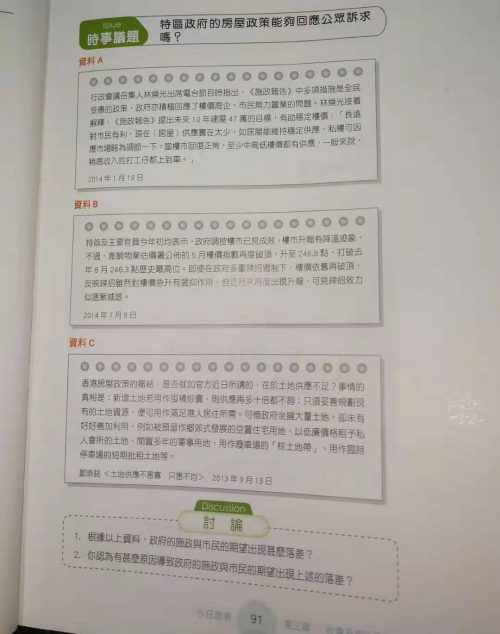 Issue
時事議題
特區政府的房屋政策能夠回應公眾訴求
嗎？
資料 A
行政會議召集人林煥光出席電台節目時指出，《施政報告》中多項措施是全民
受惠的政策，政府亦積極回應了樓價高企、市民無力置業的問題。林煥光接着
解釋，《施政報告》提出未來 10 年建屋 47 萬的目標，有助穩定樓價：「長遠
對市民有利，現在（房屋）供應實在太少，如居屋能維持穩定供應，私樓可因
應市場略為調節一下。當樓市回復正常，至少中高低樓價都有供應，一般來說，
稍高收入的打工仔都上到車。」
2014 年 1 月 19 日
資料 B
特首及主要官員今年初均表示，政府調控樓市已見成效，樓市升幅有降溫迹象。
不過，差餉物業估價署公佈的 5 月樓價指數再度破頂，升至 246.8 點，打破去
年 8 月 246.3 點歷史最高位。即使在政府多重辣招遏制下，樓價依舊再破頂，
反映辣招雖然對樓價急升有遏抑作用，但近月來再度出現升幅，可見辣招效力
似逐漸減退。
2014 年 7 月 8 日
資料 C
香港房屋政策的癥結，是否就如官方近日所講的，在於土地供應不足？事情的
真相是：新增土地若用作囤積炒賣，則供應再多十倍都不夠；只須妥善規劃現
有的土地資源，便可用作滿足港人居住所需。可惜政府坐擁大量土地，卻未有
好好善加利用，例如被預留作鄉郊式發展的空置住宅用地、以低廉價格租予私
人會所的土地、閒置多年的軍事用地、用作廢車場的「棕土地帶」、用作臨時
停車場的短期批租土地等。
鄒崇銘＜土地供應不患寡　只患不均＞　2013 年 9 月 13 日
Discussion
討 論
1. 根據以上資料，政府的施政與市民的期望出現甚麼落差？
2. 你認為有甚麼原因導致政府的施政與市民的期望出現上述的落差？
今日香港 91 第三章